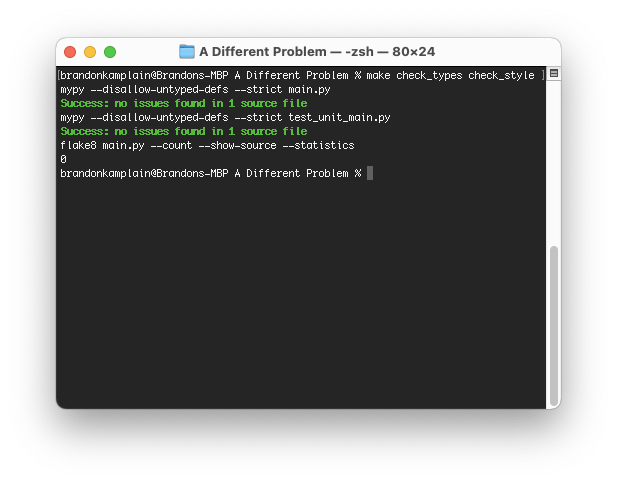 A Different Problem — -zsh — 80×24
[brandonkamplain@Brandons-MBP A Different Problem % make check_types check_style ]
mypy --disallow-untyped-defs --strict main.py
Success: no issues found in 1 source file
mypy --disallow-untyped-defs --strict test_unit_main.py
Success: no issues found in 1 source file
flake8 main.py --count --show-source --statistics
0
brandonkamplain@Brandons-MBP A Different Problem %